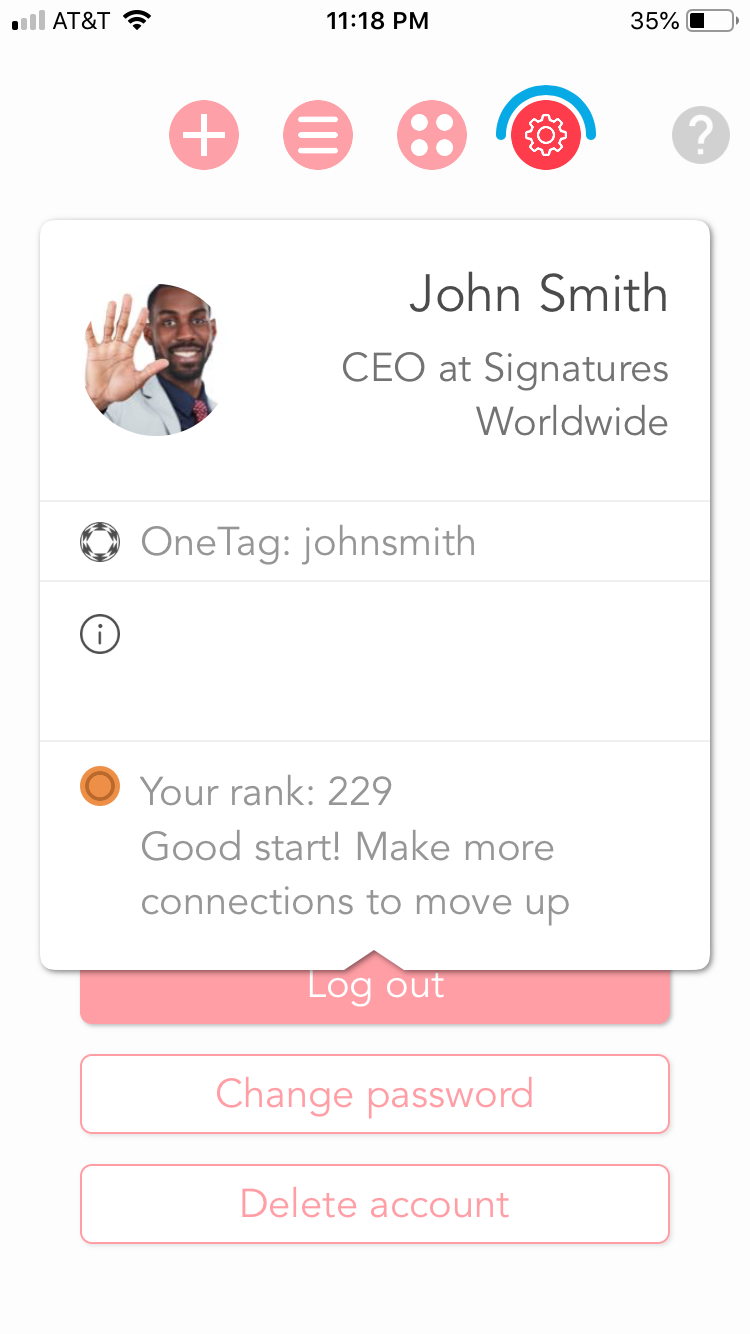 AT&T 11:18 PM 35%
?
John Smith
CEO at Signatures
Worldwide
OneTag: johnsmith
i
Your rank: 229
Good start! Make more
connections to move up
Log out
Change password
Delete account